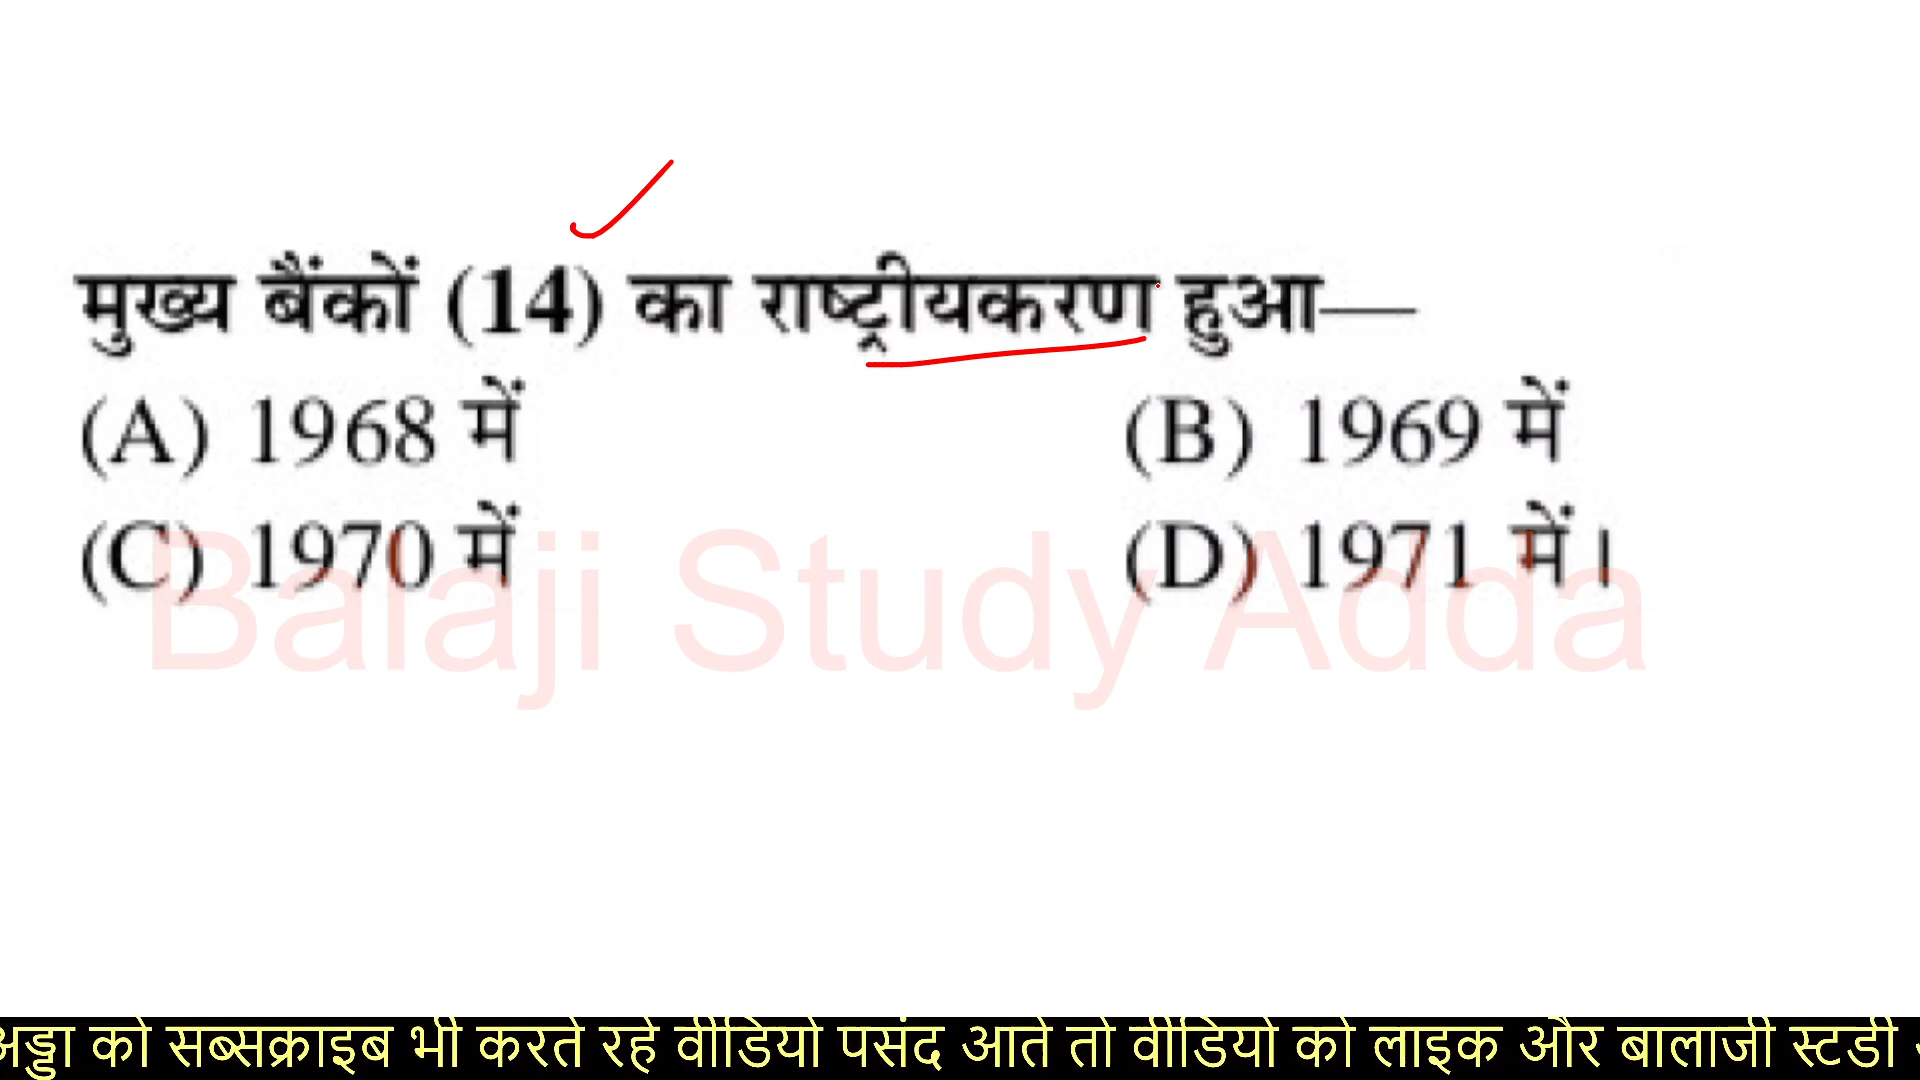 मुख्य बैंकों (14) का राष्ट्रीयकरण हुआ—
(A) 1968 में (B) 1969 में
(C) 1970 में (D) 1971 में।
Balaji Study Adda
अड्डा को सब्सक्राइब भी करते रहे वीडियो पसंद आते तो वीडियो को लाइक और बालाजी स्टडी